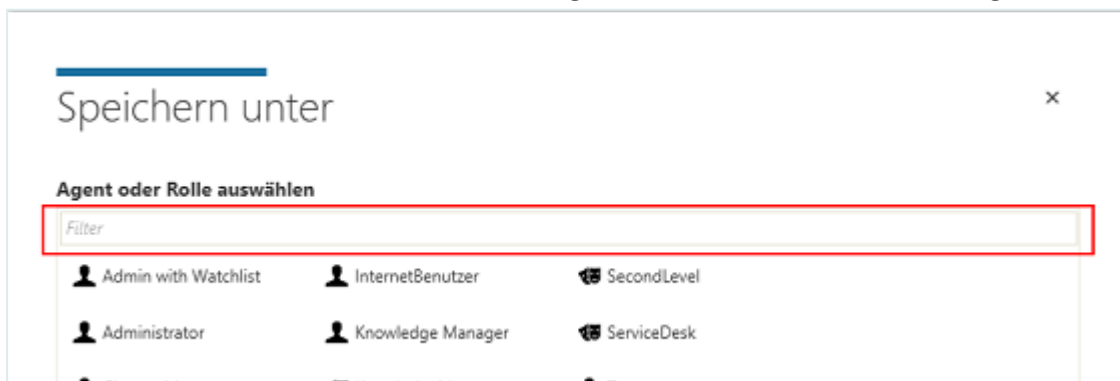 Speichern unter
×
Agent oder Rolle auswählen
Filter
Admin with Watchlist InternetBenutzer SecondLevel
Administrator Knowledge Manager ServiceDesk